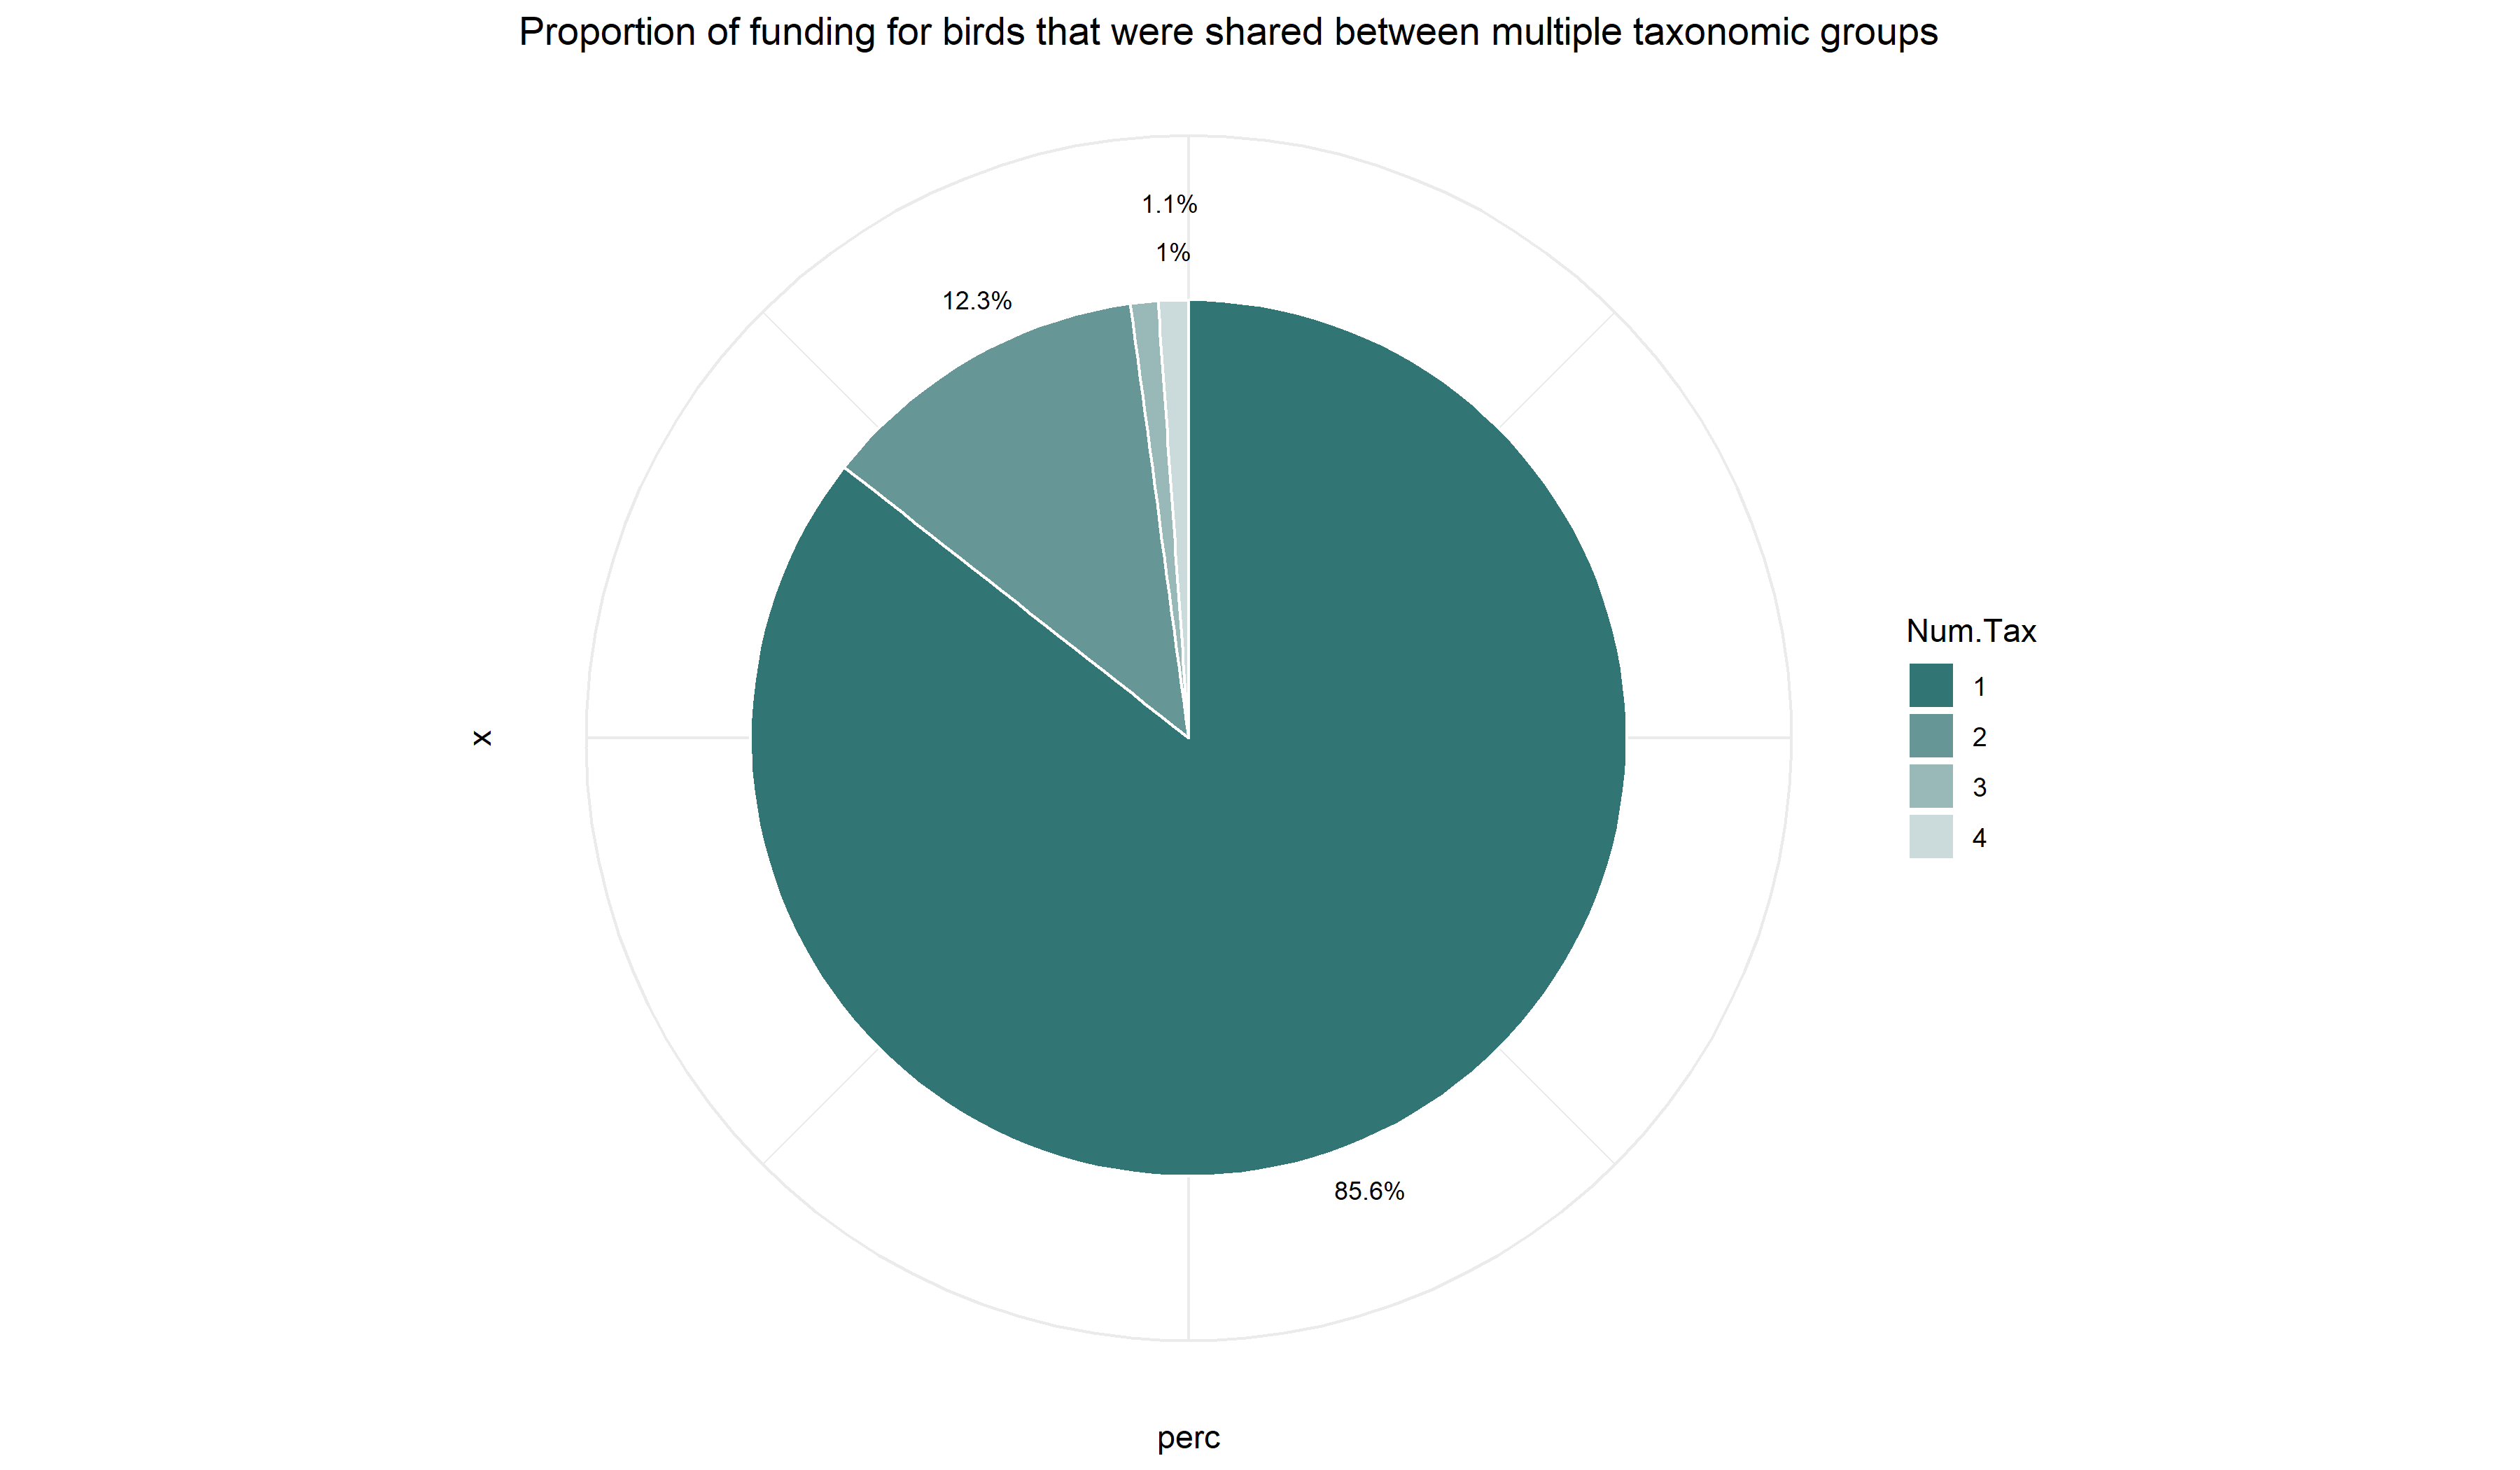 Proportion of funding for birds that were shared between multiple taxonomic groups
1.1%
1%
12.3%
85.6%
x
perc
Num.Tax
1
2
3
4